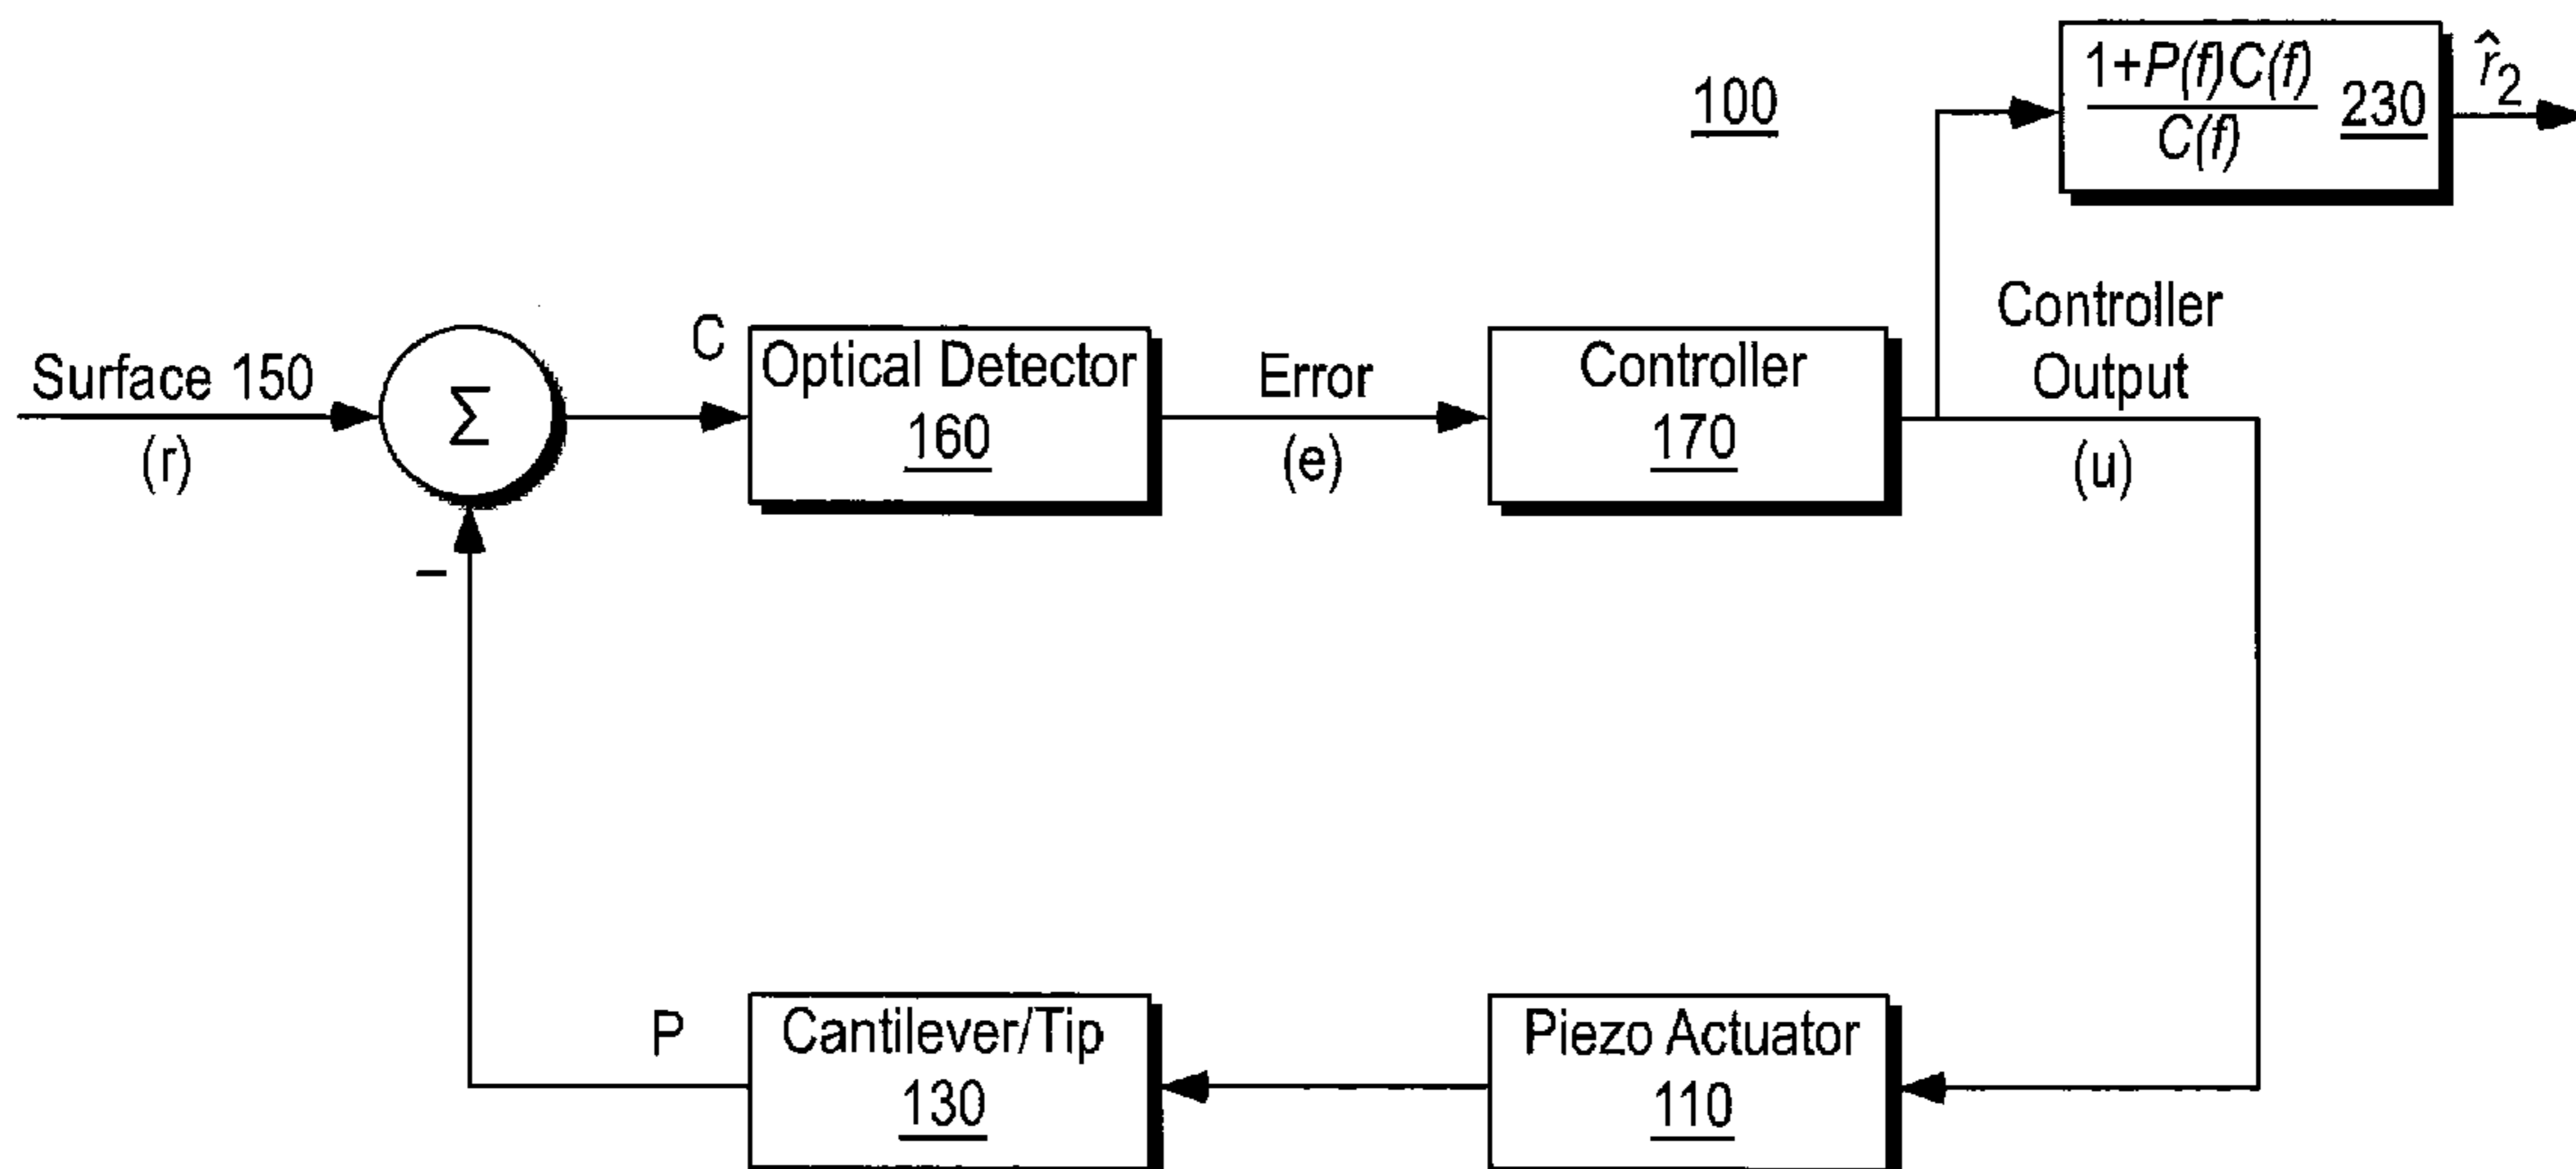 100
1+P(f)C(f)
C(f)
230
r̂2
Surface 150
(r)
Σ
–
C
Optical Detector
160
Error
(e)
Controller
170
Controller
Output
(u)
P
Cantilever/Tip
130
Piezo Actuator
110